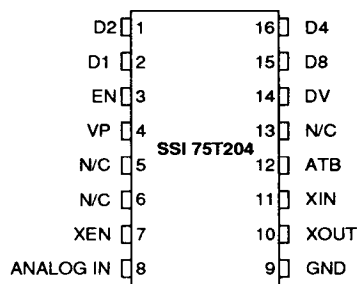 D2 1 16 D4
D1 2 15 D8
EN 3 14 DV
VP 4 13 N/C
SSI 75T204
N/C 5 12 ATB
N/C 6 11 XIN
XEN 7 10 XOUT
ANALOG IN 8 9 GND